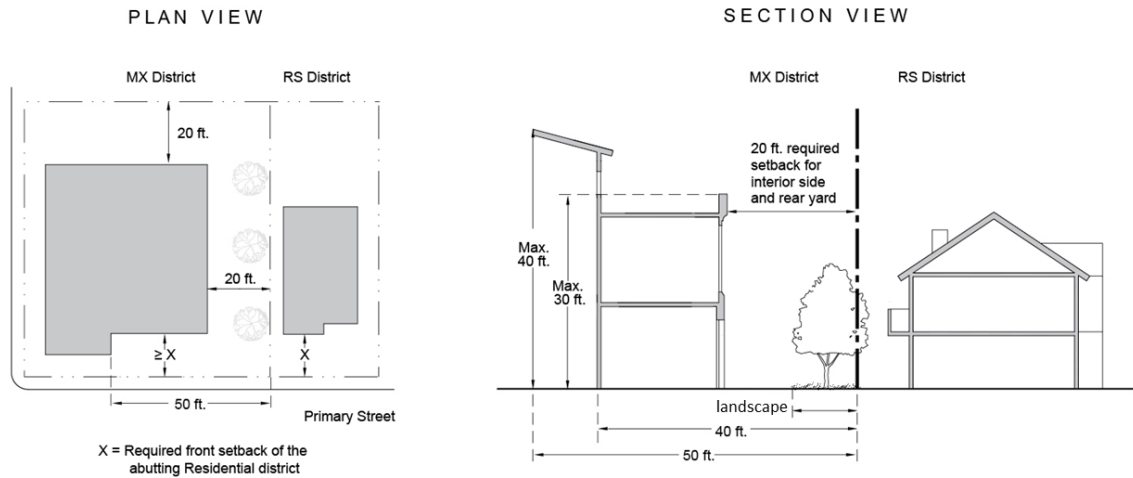 PLAN VIEW
MX District
RS District
20 ft.
20 ft.
≥ X
X
50 ft.
Primary Street
X = Required front setback of the
abutting Residential district
SECTION VIEW
MX District
RS District
20 ft. required
setback for
interior side
and rear yard
Max.
40 ft.
Max.
30 ft.
landscape
40 ft.
50 ft.